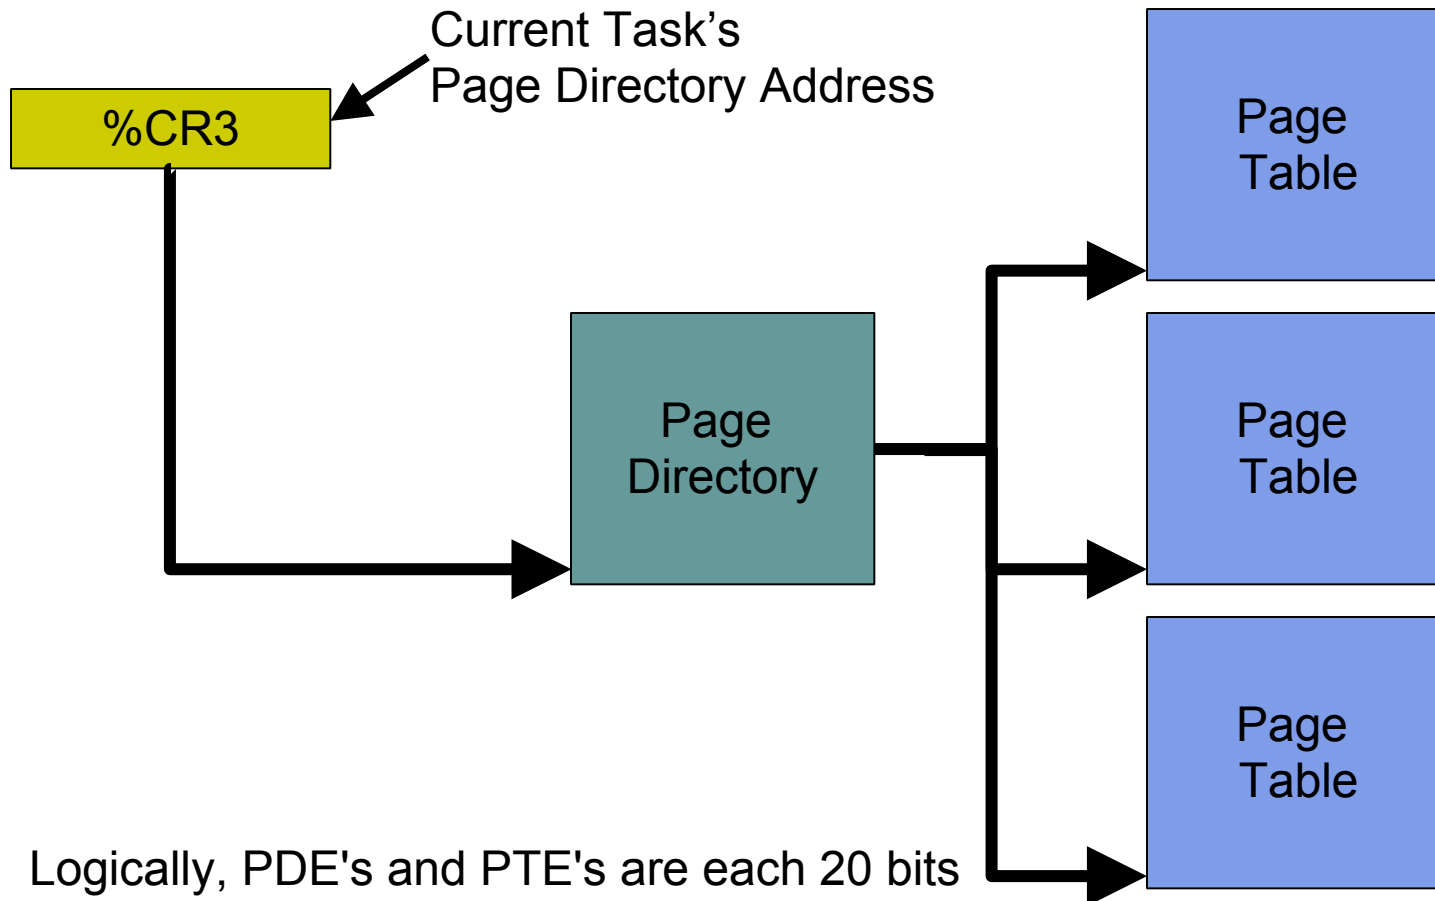 Current Task’s
Page Directory Address
%CR3
Page
Table
Page
Directory
Page
Table
Page
Table
Logically, PDE's and PTE's are each 20 bits